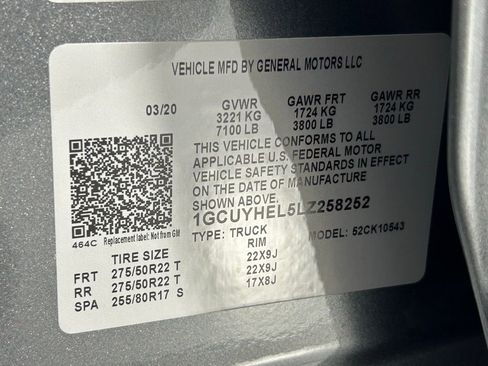 VEHICLE MFD BY GENERAL MOTORS LLC
03/20 GVWR GAWR FRT GAWR RR
3221 KG 1724 KG 1724 KG
7100 LB 3800 LB 3800 LB
THIS VEHICLE CONFORMS TO ALL
APPLICABLE U.S. FEDERAL MOTOR
VEHICLE SAFETY STANDARDS IN EFFECT
ON THE DATE OF MANUFACTURE
SHOWN ABOVE.
1GCUYHEL5LZ258252
TYPE: TRUCK MODEL: 52CK10543
464C Replacement label: Not from GM
TIRE SIZE RIM
FRT 275/50R22 T 22X9J
RR 275/50R22 T 22X9J
SPA 255/80R17 S 17X8J